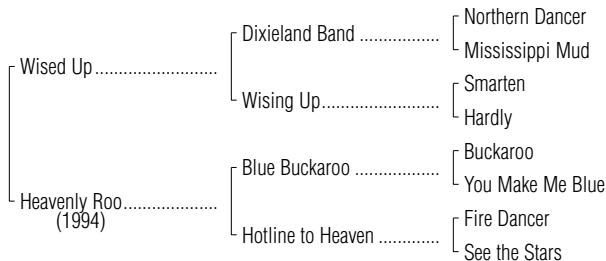 Northern Dancer
Dixieland Band ................
Mississippi Mud
Wised Up........................
Smarten
Wising Up.......................
Hardly
Buckaroo
Blue Buckaroo .................
You Make Me Blue
Heavenly Roo...................
(1994)
Fire Dancer
Hotline to Heaven ............
See the Stars